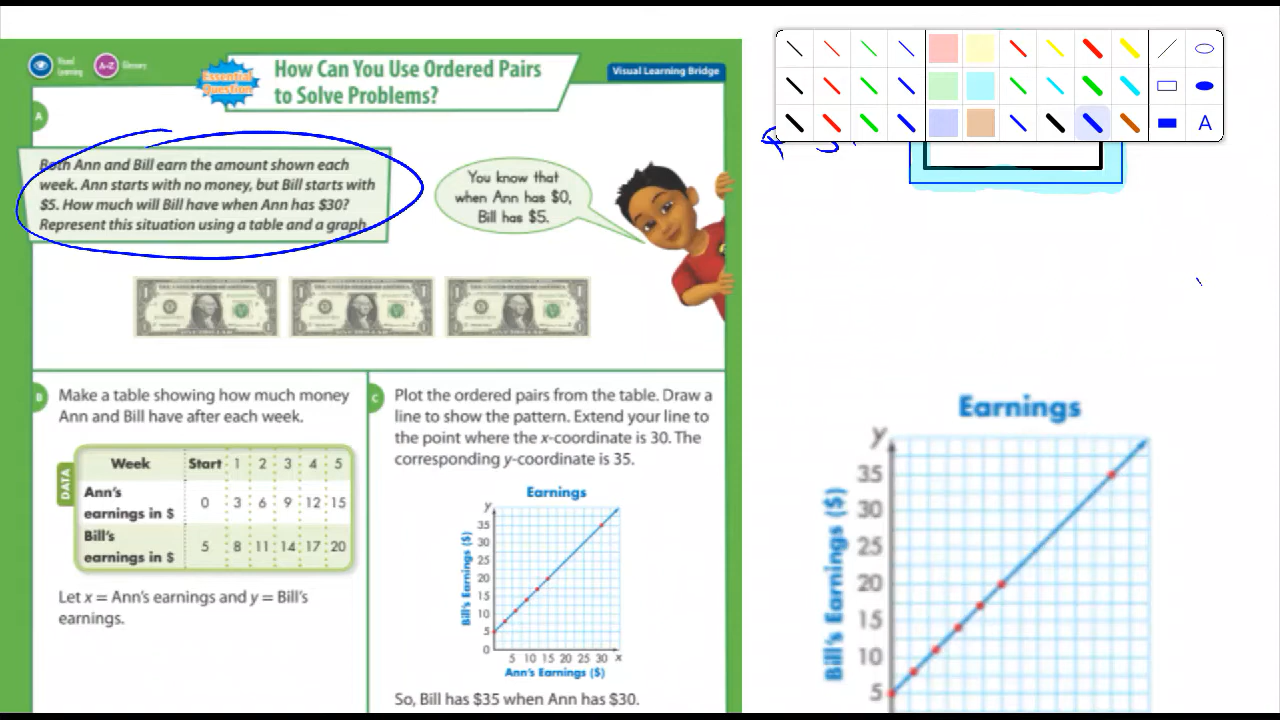 Visual
Learning
A-Z
Glossary
Essential
Question
How Can You Use Ordered Pairs
to Solve Problems?
Visual Learning Bridge
A
Both Ann and Bill earn the amount shown each
week. Ann starts with no money, but Bill starts with
$5. How much will Bill have when Ann has $30?
Represent this situation using a table and a graph.
You know that
when Ann has $0,
Bill has $5.
B
Make a table showing how much money
Ann and Bill have after each week.
DATA
Week Start 1 2 3 4 5
Ann's
earnings in $ 0 3 6 9 12 15
Bill's
earnings in $ 5 8 11 14 17 20
Let x = Ann's earnings and y = Bill's
earnings.
C
Plot the ordered pairs from the table. Draw a
line to show the pattern. Extend your line to
the point where the x-coordinate is 30. The
corresponding y-coordinate is 35.
Earnings
y
Bill's Earnings ($)
35
30
25
20
15
10
5
0
5 10 15 20 25 30 x
Ann's Earnings ($)
So, Bill has $35 when Ann has $30.
A
Earnings
y
Bill's Earnings ($)
35
30
25
20
15
10
5